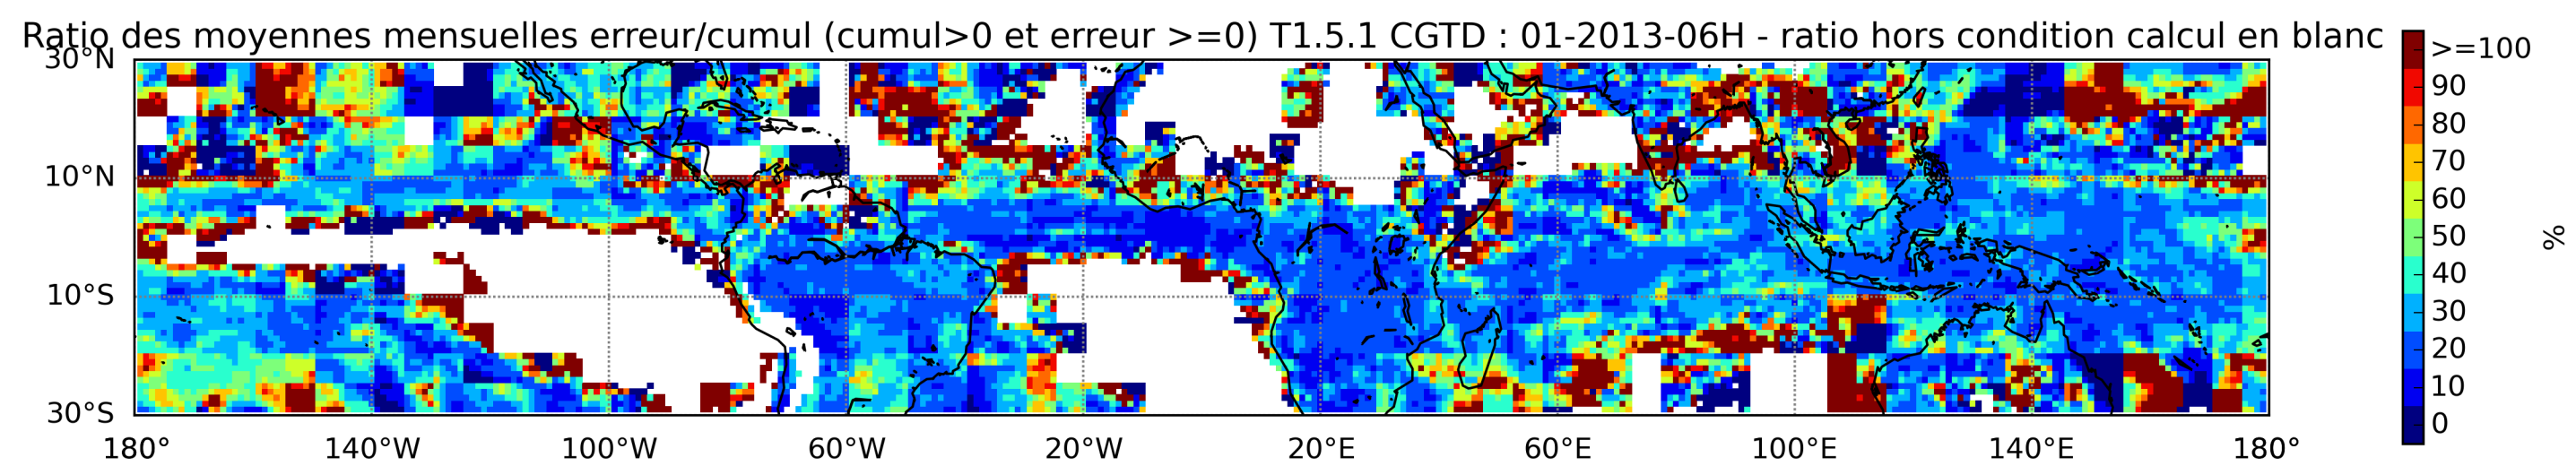 Ratio des moyennes mensuelles erreur/cumul (cumul>0 et erreur >=0) T1.5.1 CGTD : 01-2013-06H - ratio hors condition calcul en blanc
30°N
10°N
10°S
30°S
180°
140°W
100°W
60°W
20°W
20°E
60°E
100°E
140°E
180°
>=100
90
80
70
60
50
40
30
20
10
0
%